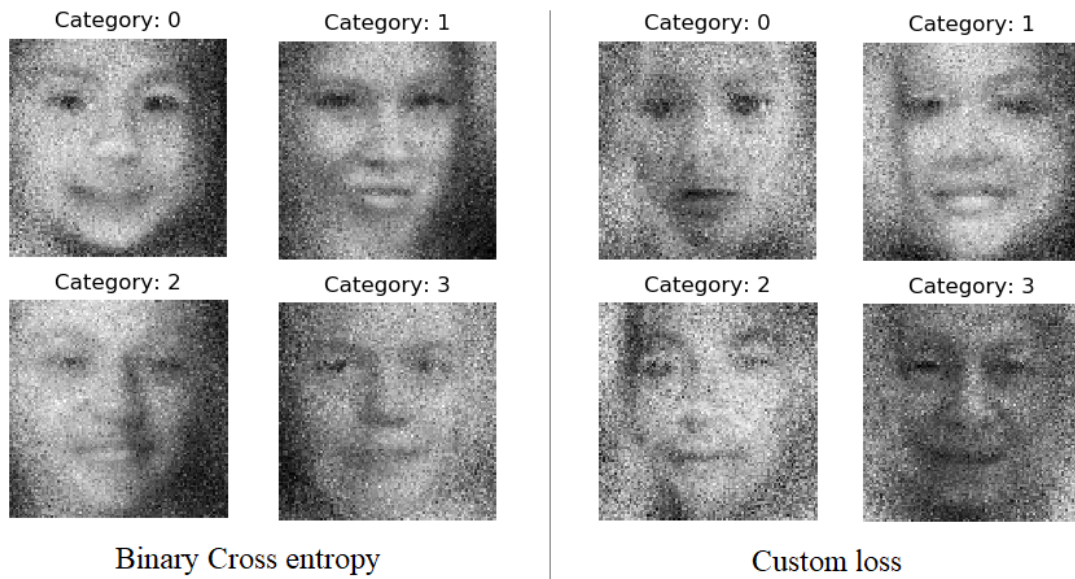 Category: 0
Category: 1
Category: 2
Category: 3
Binary Cross entropy
Category: 0
Category: 1
Category: 2
Category: 3
Custom loss